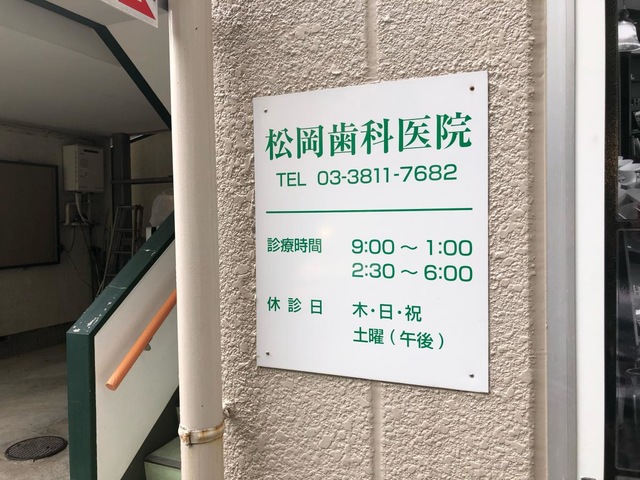 松岡歯科医院
TEL 03-3811-7682
診療時間 9:00～1:00
2:30～6:00
休診日 木・日・祝
土曜(午後)